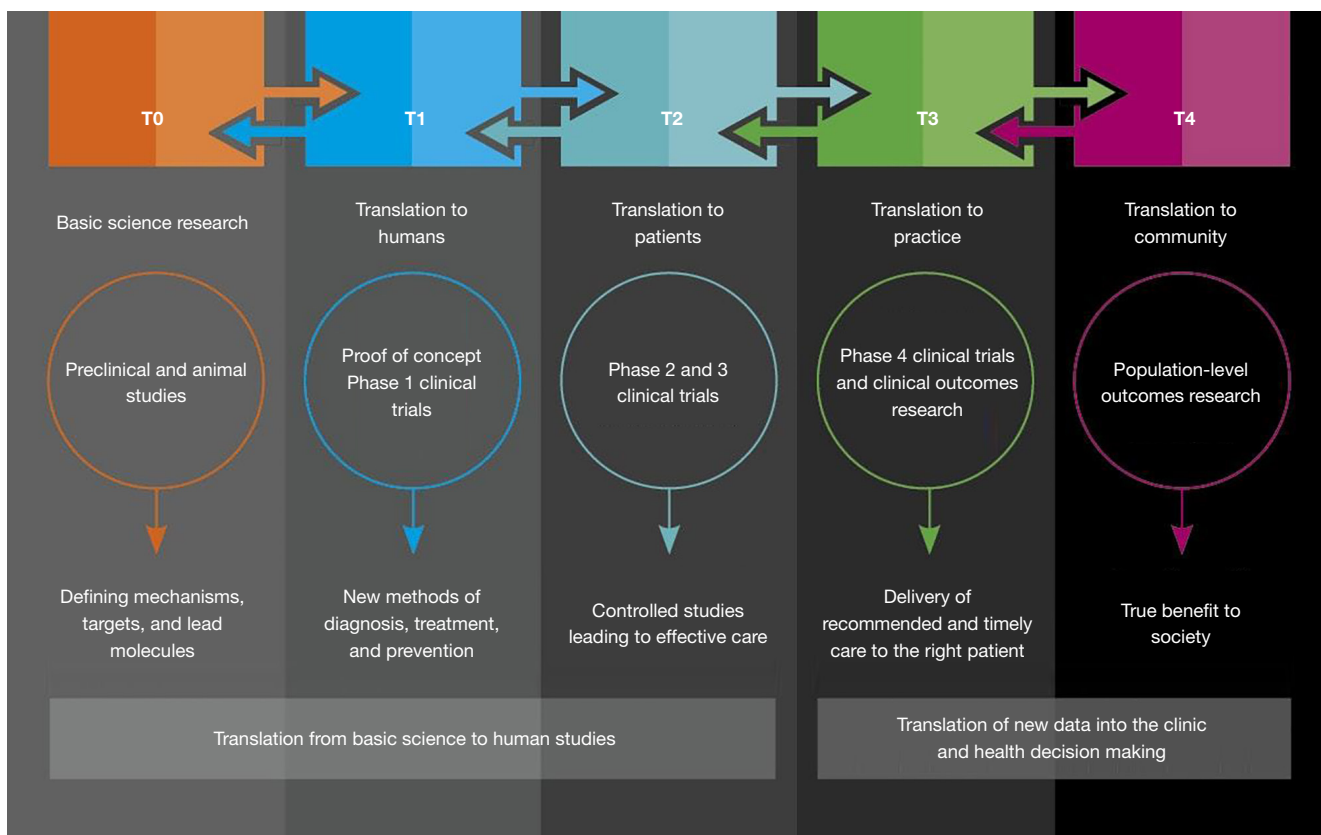 T0
T1
T2
T3
T4
Basic science research
Translation to
humans
Translation to
patients
Translation to
practice
Translation to
community
Preclinical and animal
studies
Proof of concept
Phase 1 clinical
trials
Phase 2 and 3
clinical trials
Phase 4 clinical trials
and clinical outcomes
research
Population-level
outcomes research
Defining mechanisms,
targets, and lead
molecules
New methods of
diagnosis, treatment,
and prevention
Controlled studies
leading to effective care
Delivery of
recommended and timely
care to the right patient
True benefit to
society
Translation from basic science to human studies
Translation of new data into the clinic
and health decision making